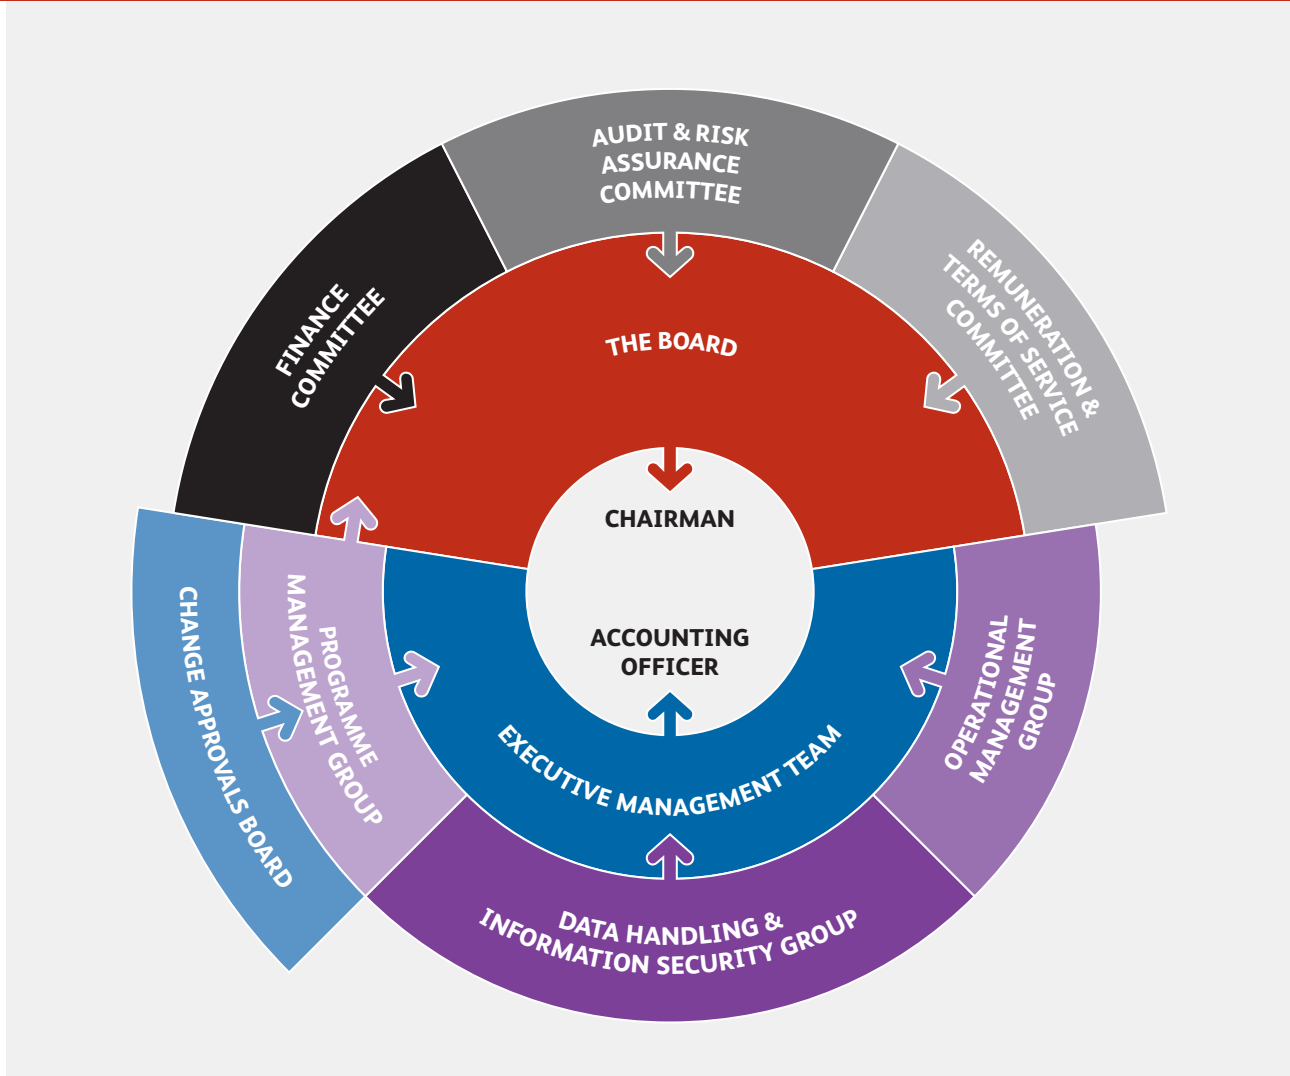 AUDIT & RISK
ASSURANCE
COMMITTEE
FINANCE
COMMITTEE
REMUNERATION &
TERMS OF SERVICE
COMMITTEE
THE BOARD
CHAIRMAN
ACCOUNTING
OFFICER
CHANGE APPROVALS BOARD
PROGRAMME
MANAGEMENT GROUP
OPERATIONAL
MANAGEMENT
GROUP
EXECUTIVE MANAGEMENT TEAM
DATA HANDLING &
INFORMATION SECURITY GROUP